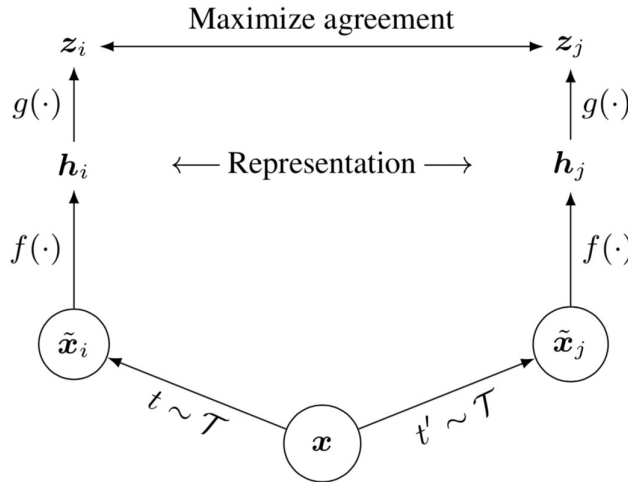 Maximize agreement
z_i z_j
g(·) g(·)
h_i ← Representation → h_j
f(·) f(·)
x̃_i x̃_j
t ∼ 𝒯 t′ ∼ 𝒯
x